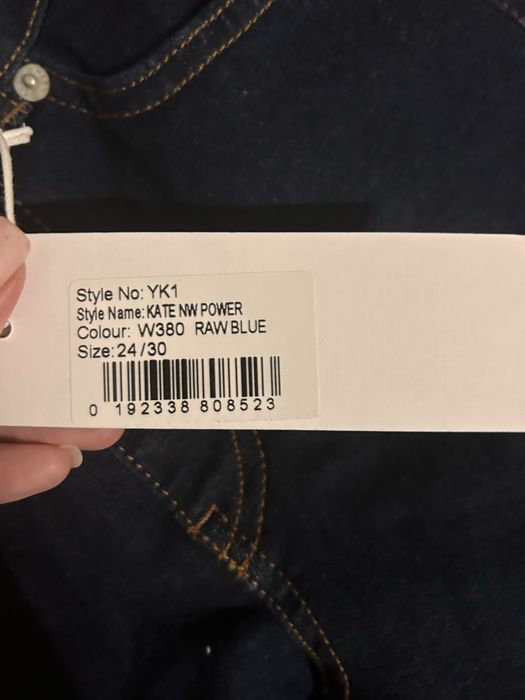 Style No: YK1
Style Name: KATE NW POWER
Colour: W380 RAW BLUE
Size: 24/30
0 192338 808523